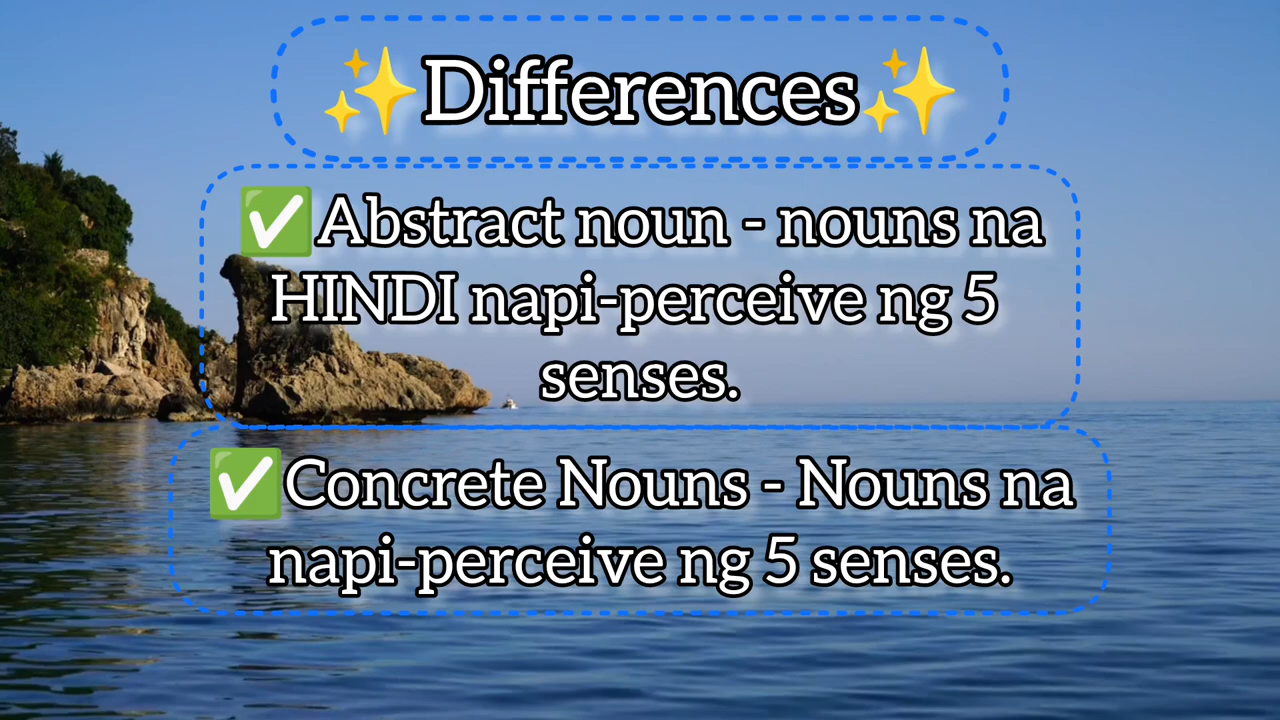 ✨Differences✨
✅Abstract noun - nouns na
HINDI napi-perceive ng 5
senses.
✅Concrete Nouns - Nouns na
napi-perceive ng 5 senses.